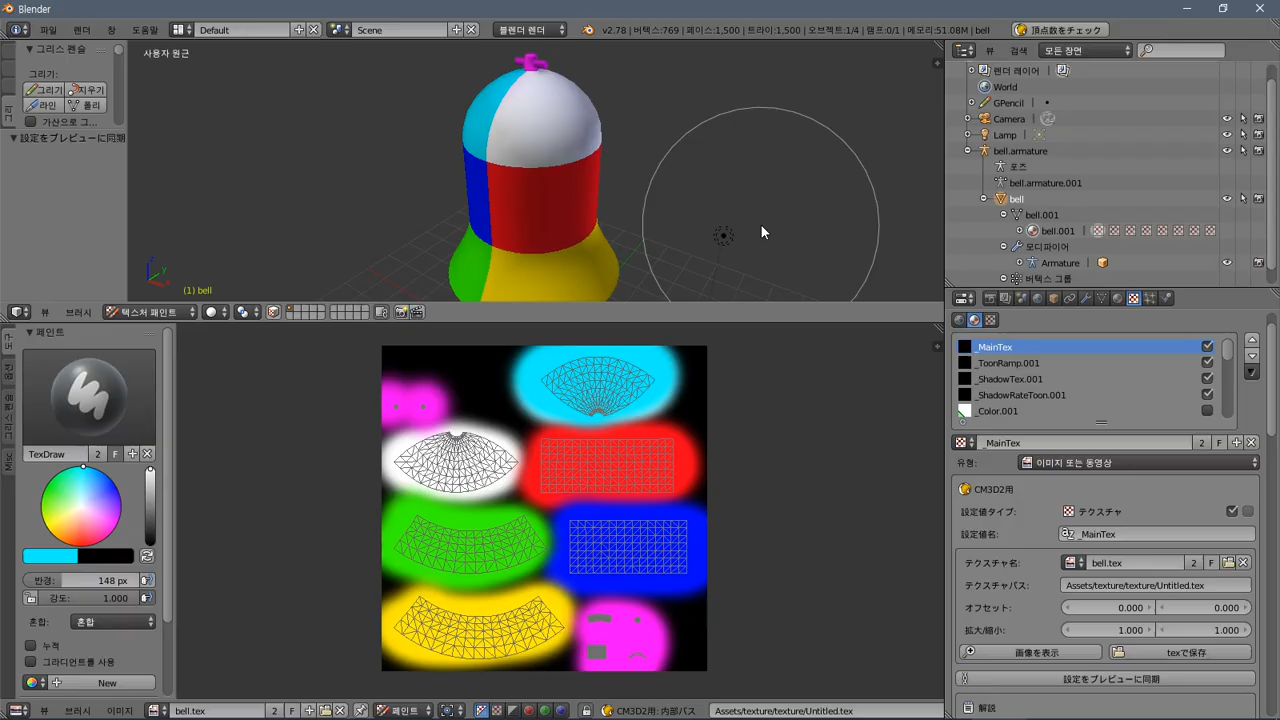 Blender
파일 렌더 창 도움말 Default Scene 블렌더 렌더 v2.78 | 버텍스:769 | 페이스:1,500 | 트라이:1,500 | 오브젝트:1/4 | 램프:0/1 | 메모리:51.08M | bell 頂点数をチェック
그리스 펜슬
그리기:
그리기 지우기
라인 폴리
가산으로 그...
設定をプレビューに同期
사용자 원근
(1) bell
뷰 브러시 텍스처 페인트
뷰 검색 모든 장면
렌더 레이어
World
GPencil
Camera
Lamp
bell.armature
포즈
bell.armature.001
bell
bell.001
bell.001
모디파이어
Armature
버텍스 그룹
페인트
TexDraw 2 F
반경: 148 px
강도: 1.000
혼합: 혼합
누적
그라디언트를 사용
New
Misc
뷰 브러시 이미지 bell.tex 2 F 페인트 CM3D2用: 内部パス Assets/texture/texture/Untitled.tex
_MainTex
_ToonRamp.001
_ShadowTex.001
_ShadowRateToon.001
_Color.001
_MainTex 2 F
유형: 이미지 또는 동영상
CM3D2用
設定値タイプ: テクスチャ
設定値名: _MainTex
テクスチャ名: bell.tex 2 F
テクスチャパス: Assets/texture/texture/Untitled.tex
オフセット: 0.000 0.000
拡大/縮小: 1.000 1.000
画像を表示 texで保存
設定をプレビューに同期
解説